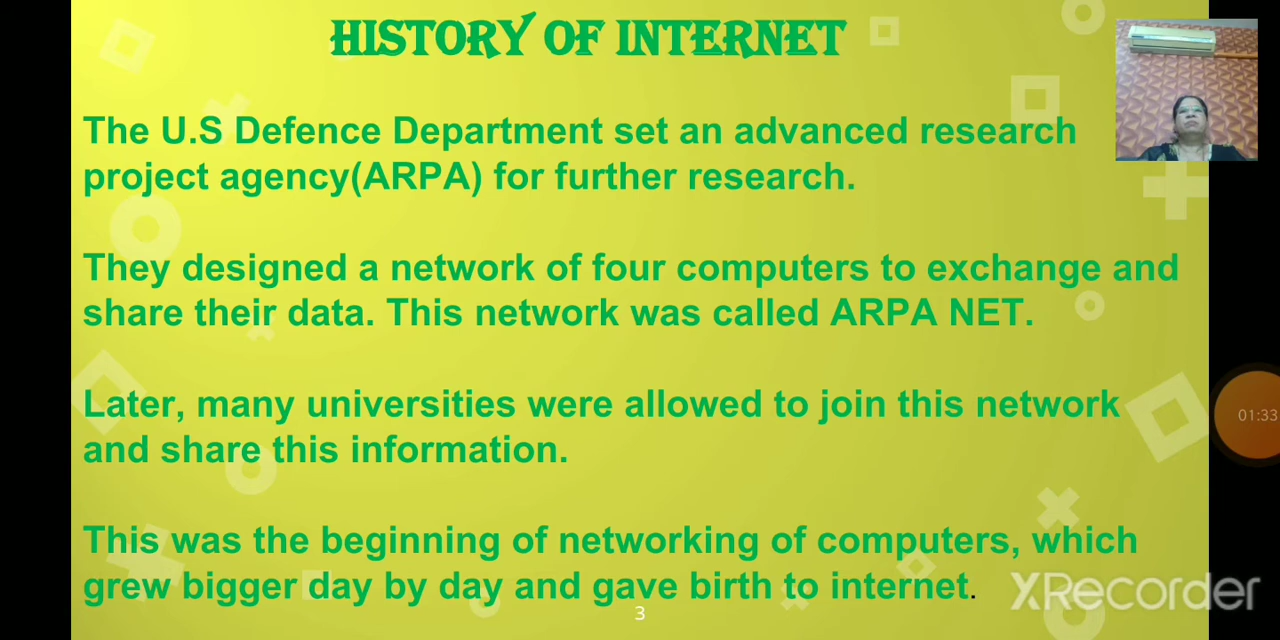 HISTORY OF INTERNET
The U.S Defence Department set an advanced research
project agency(ARPA) for further research.
They designed a network of four computers to exchange and
share their data. This network was called ARPA NET.
Later, many universities were allowed to join this network
and share this information.
This was the beginning of networking of computers, which
grew bigger day by day and gave birth to internet.
3
01:33
XRecorder